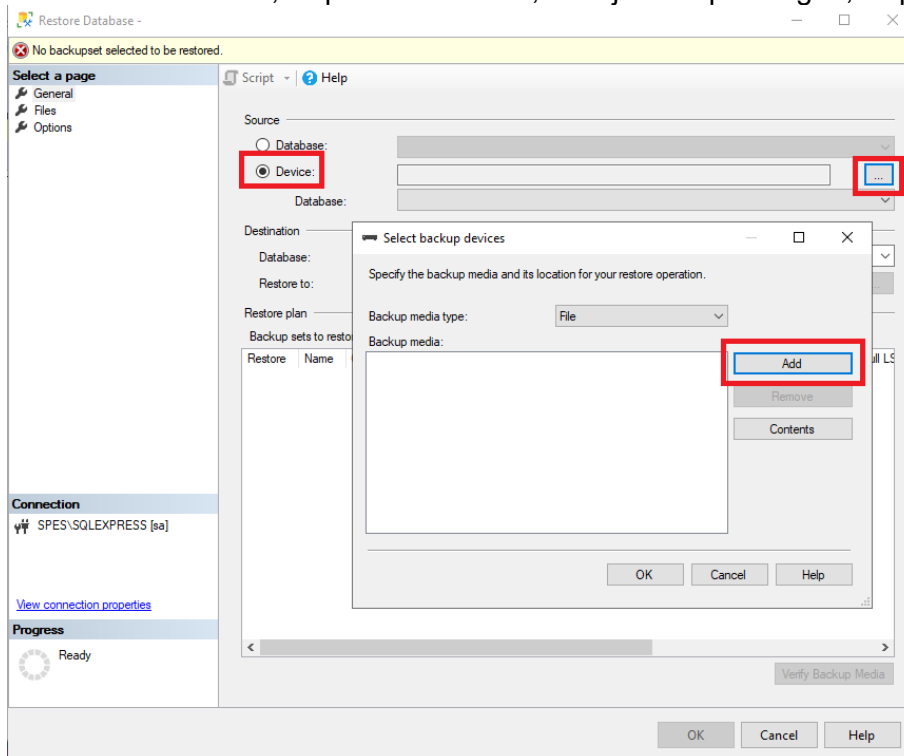 Restore Database -
No backupset selected to be restored.
Select a page
General
Files
Options
Script
Help
Source
Database:
Device:
...
Database:
Destination
Database:
Restore to:
Restore plan
Backup sets to resto
Restore Name
Select backup devices
Specify the backup media and its location for your restore operation.
Backup media type:
File
Backup media:
Add
Remove
Contents
OK Cancel Help
Connection
SPES\SQLEXPRESS [sa]
View connection properties
Progress
Ready
Verify Backup Media
OK Cancel Help